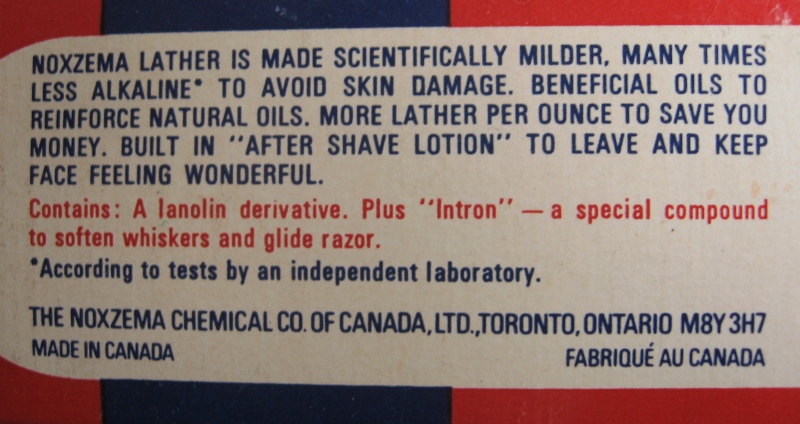 NOXZEMA LATHER IS MADE SCIENTIFICALLY MILDER, MANY TIMES
LESS ALKALINE* TO AVOID SKIN DAMAGE. BENEFICIAL OILS TO
REINFORCE NATURAL OILS. MORE LATHER PER OUNCE TO SAVE YOU
MONEY. BUILT IN "AFTER SHAVE LOTION" TO LEAVE AND KEEP
FACE FEELING WONDERFUL.
Contains: A lanolin derivative. Plus "Intron" — a special compound
to soften whiskers and glide razor.
*According to tests by an independent laboratory.
THE NOXZEMA CHEMICAL CO. OF CANADA, LTD., TORONTO, ONTARIO M8Y 3H7
MADE IN CANADA
FABRIQUÉ AU CANADA